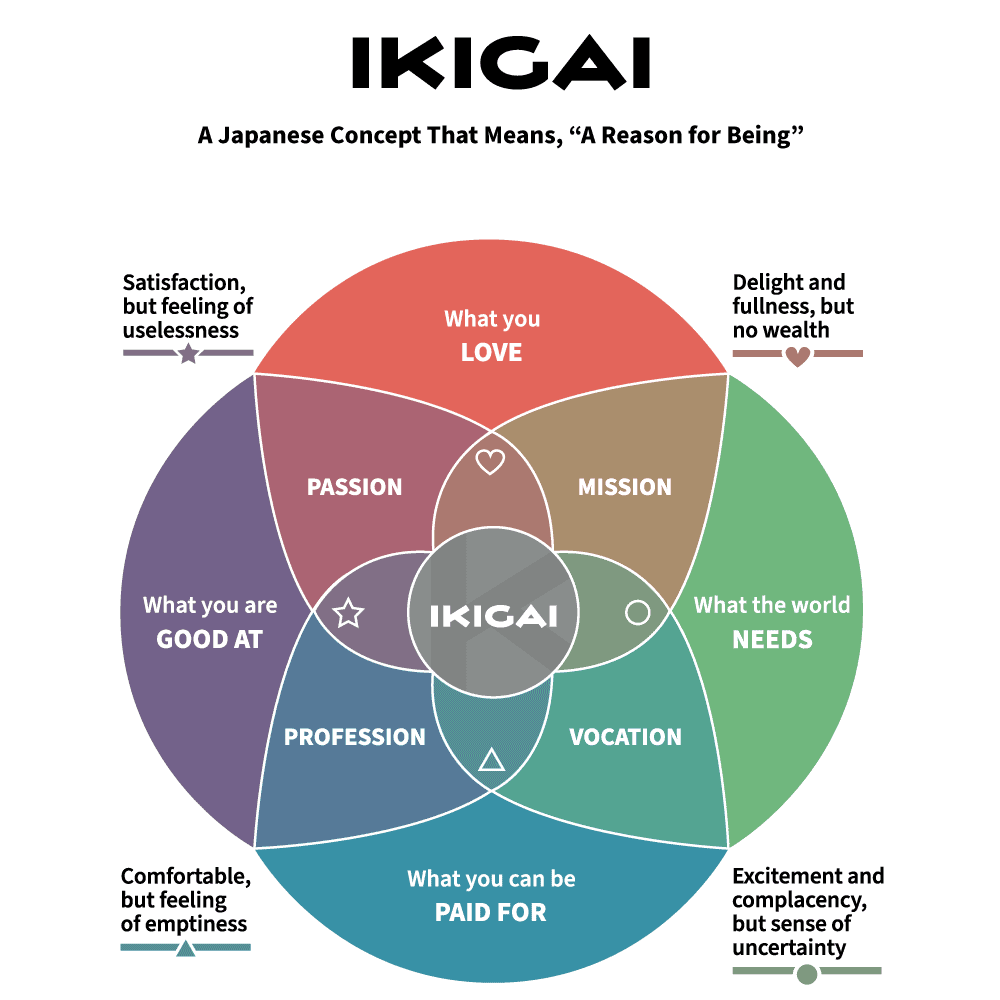 IKIGAI
A Japanese Concept That Means, “A Reason for Being”
Satisfaction,
but feeling of
uselessness
Delight and
fullness, but
no wealth
What you
LOVE
PASSION
MISSION
What you are
GOOD AT
IKIGAI
What the world
NEEDS
PROFESSION
VOCATION
What you can be
PAID FOR
Comfortable,
but feeling
of emptiness
Excitement and
complacency,
but sense of
uncertainty